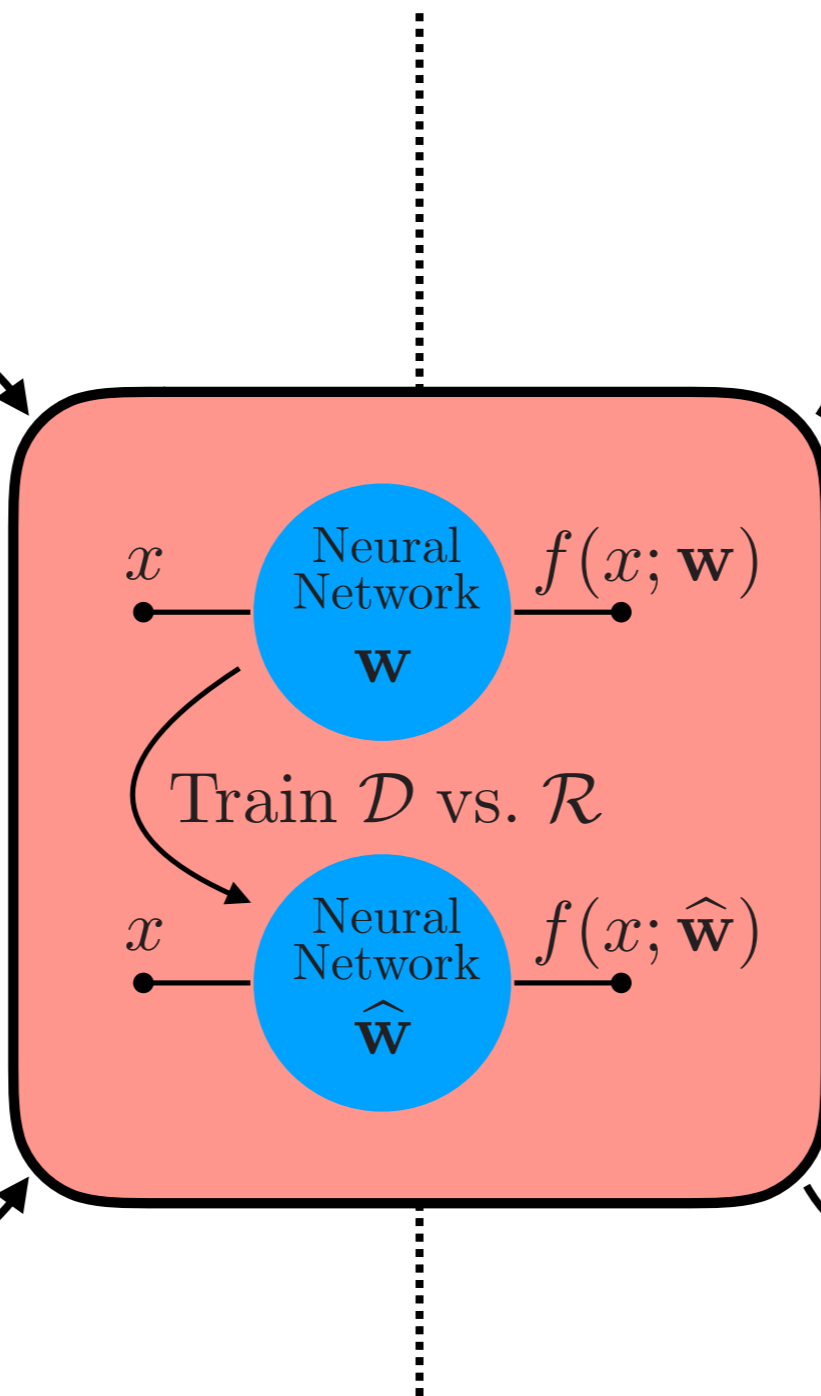 x
Neural
Network
w
f(x; w)
Train 𝒟 vs. ℛ
x
Neural
Network
ŵ
f(x; ŵ)